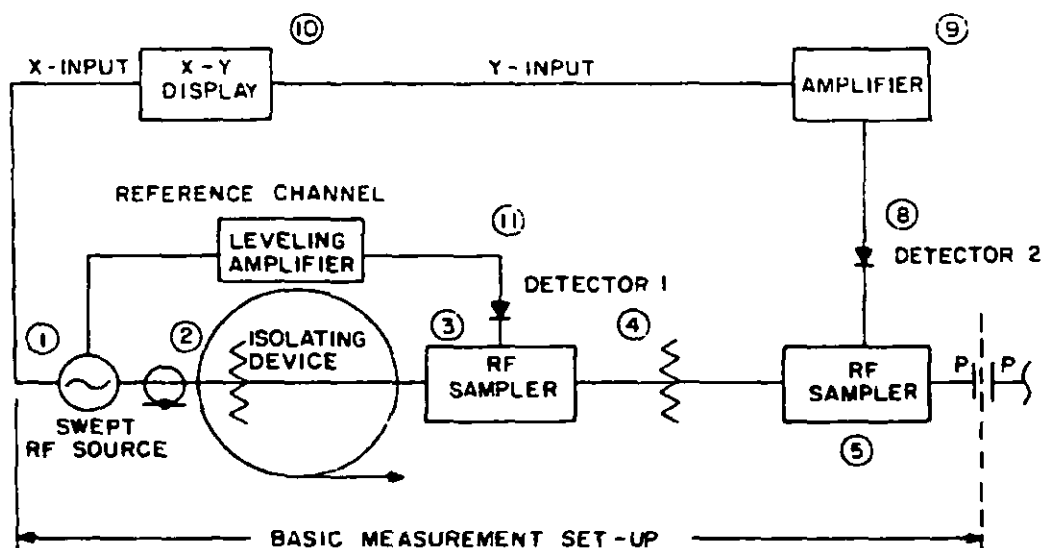 ⑩
⑨
X-INPUT
X-Y
DISPLAY
Y-INPUT
AMPLIFIER
REFERENCE CHANNEL
LEVELING
AMPLIFIER
⑪
⑧
DETECTOR 2
DETECTOR 1
①
②
ISOLATING
DEVICE
③
RF
SAMPLER
④
RF
SAMPLER
P
P
SWEPT
RF SOURCE
⑤
BASIC MEASUREMENT SET-UP